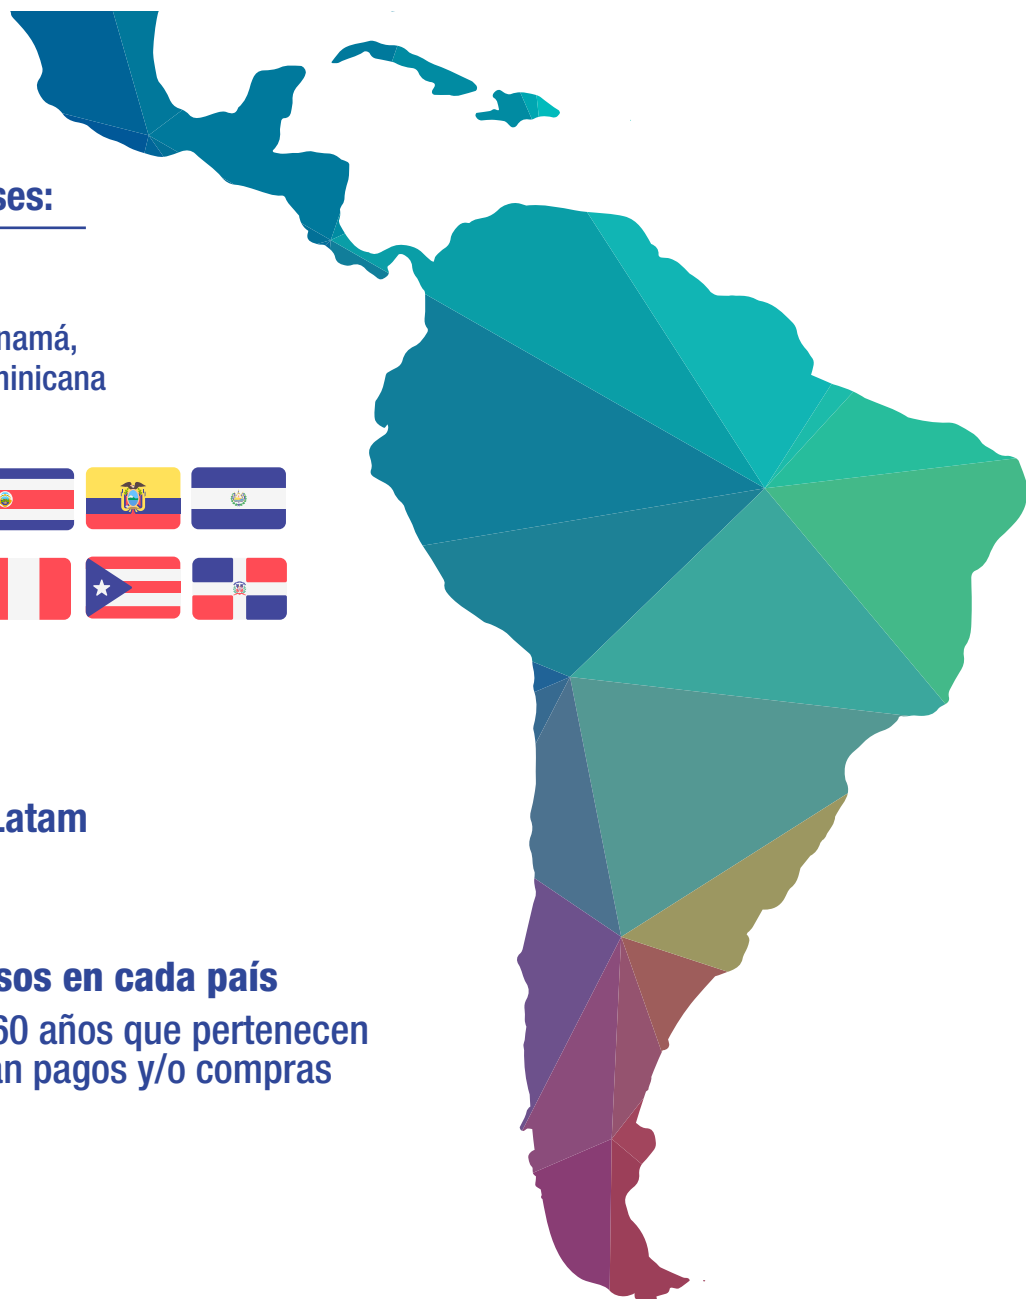 ses:
namá,
minicana
Latam
sos en cada país
60 años que pertenecen
an pagos y/o compras